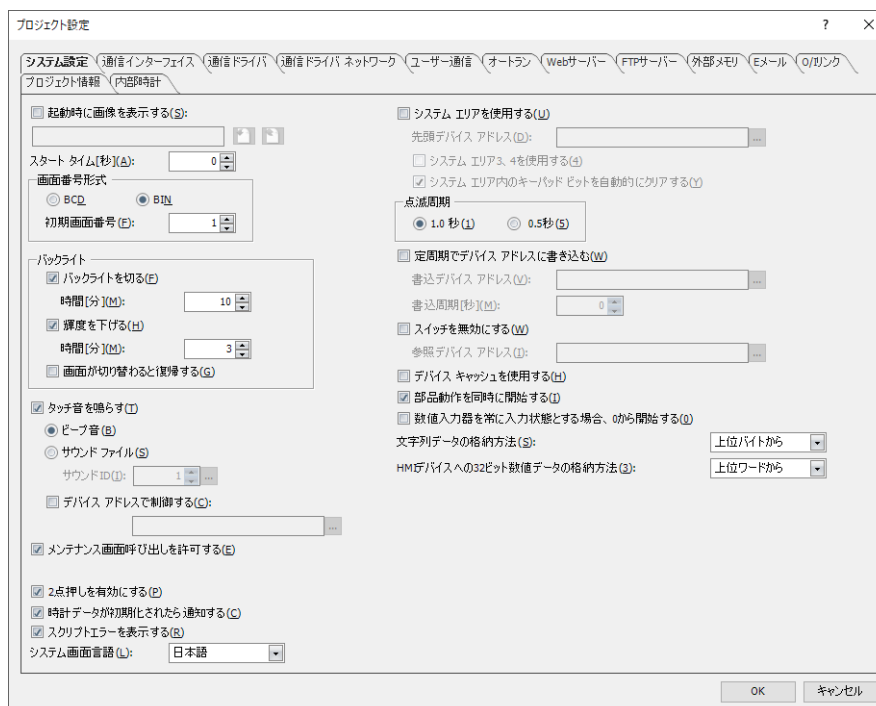 プロジェクト設定
システム設定 通信インターフェイス 通信ドライバ 通信ドライバ ネットワーク ユーザー通信 オートラン Webサーバー FTPサーバー 外部メモリ Eメール O/Iリンク
プロジェクト情報 内部時計
起動時に画像を表示する(S):
スタート タイム[秒](A): 0
画面番号形式
BCD BIN
初期画面番号(F): 1
バックライト
バックライトを切る(F)
時間[分](M): 10
輝度を下げる(H)
時間[分](M): 3
画面が切り替わると復帰する(G)
タッチ音を鳴らす(T)
ビープ音(B)
サウンド ファイル(S)
サウンド ID(I): 1 ...
デバイス アドレスで制御する(C):
...
メンテナンス画面呼び出しを許可する(E)
2点押しを有効にする(P)
時計データが初期化されたら通知する(C)
スクリプトエラーを表示する(R)
システム画面言語(L): 日本語
システム エリアを使用する(U)
先頭デバイス アドレス(D): ...
システム エリア3、4を使用する(4)
システム エリア内のキーパッド ビットを自動的にクリアする(Y)
点滅周期
1.0 秒(1) 0.5秒(5)
定周期でデバイス アドレスに書き込む(W)
書込デバイス アドレス(V): ...
書込周期[秒](M): 0
スイッチを無効にする(W)
参照デバイス アドレス(I): ...
デバイス キャッシュを使用する(H)
部品動作を同時に開始する(I)
数値入力器を常に入力状態とする場合、0から開始する(0)
文字列データの格納方法(S): 上位バイトから
HMIデバイスへの32ビット数値データの格納方法(3): 上位ワードから
OK キャンセル